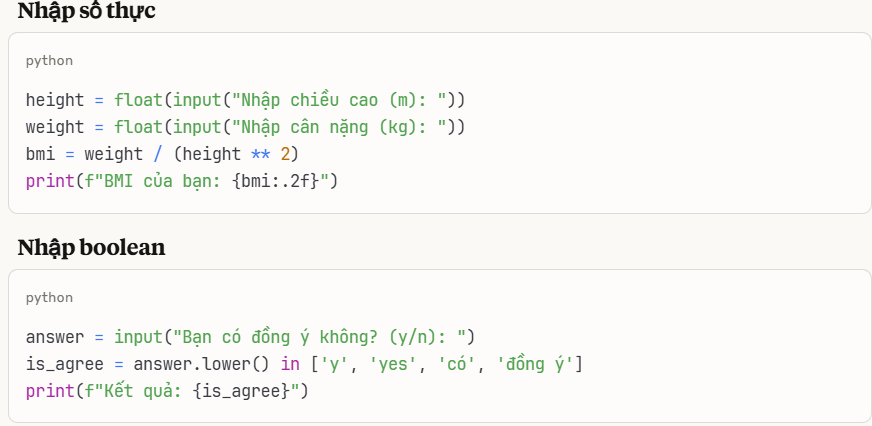 Nhập số thực
python
height = float(input("Nhập chiều cao (m): "))
weight = float(input("Nhập cân nặng (kg): "))
bmi = weight / (height ** 2)
print(f"BMI của bạn: {bmi:.2f}")
Nhập boolean
python
answer = input("Bạn có đồng ý không? (y/n): ")
is_agree = answer.lower() in ['y', 'yes', 'có', 'đồng ý']
print(f"Kết quả: {is_agree}")